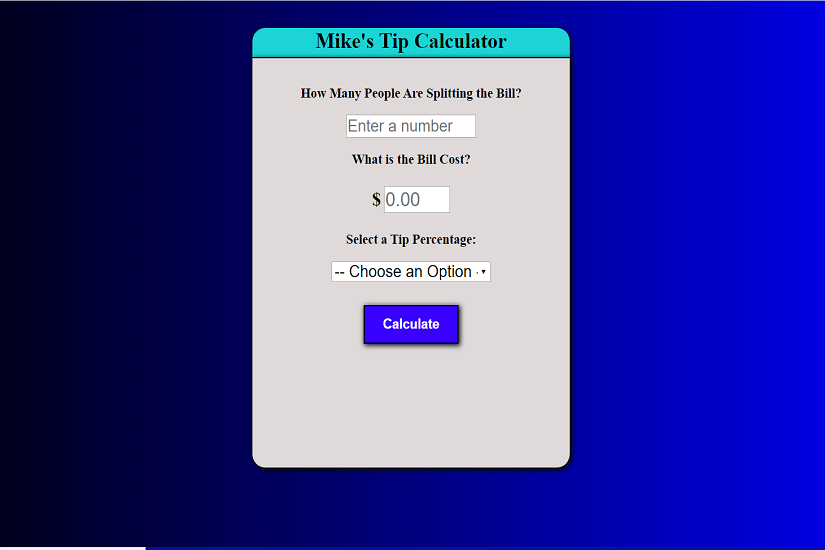 Mike's Tip Calculator
How Many People Are Splitting the Bill?
Enter a number
What is the Bill Cost?
$ 0.00
Select a Tip Percentage:
-- Choose an Option -
Calculate